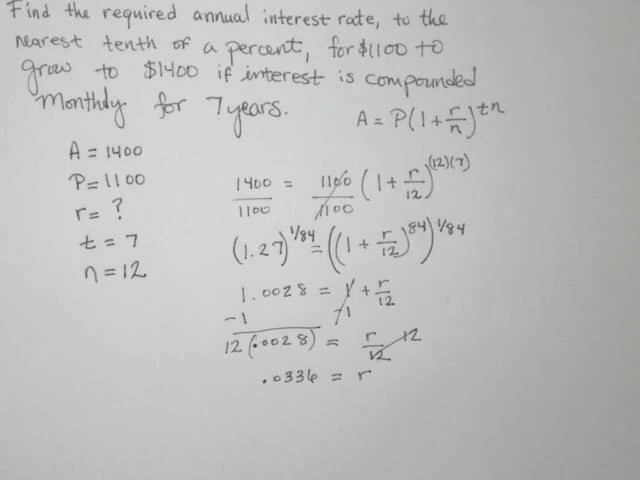 Find the required annual interest rate, to the
nearest tenth of a percent, for $1100 to
grow to $1400 if interest is compounded
Monthly for 7 years.
A = P(1 + r/n)^tn
A = 1400
P = 1100
r = ?
t = 7
n = 12
1400/1100 = 1100/1100 (1 + r/12)^(12)(7)
(1.27)^1/84 = ((1 + r/12)^84)^1/84
1.0028 = 1 + r/12
-1 -1
12(.0028) = r/12 12
.0336 = r